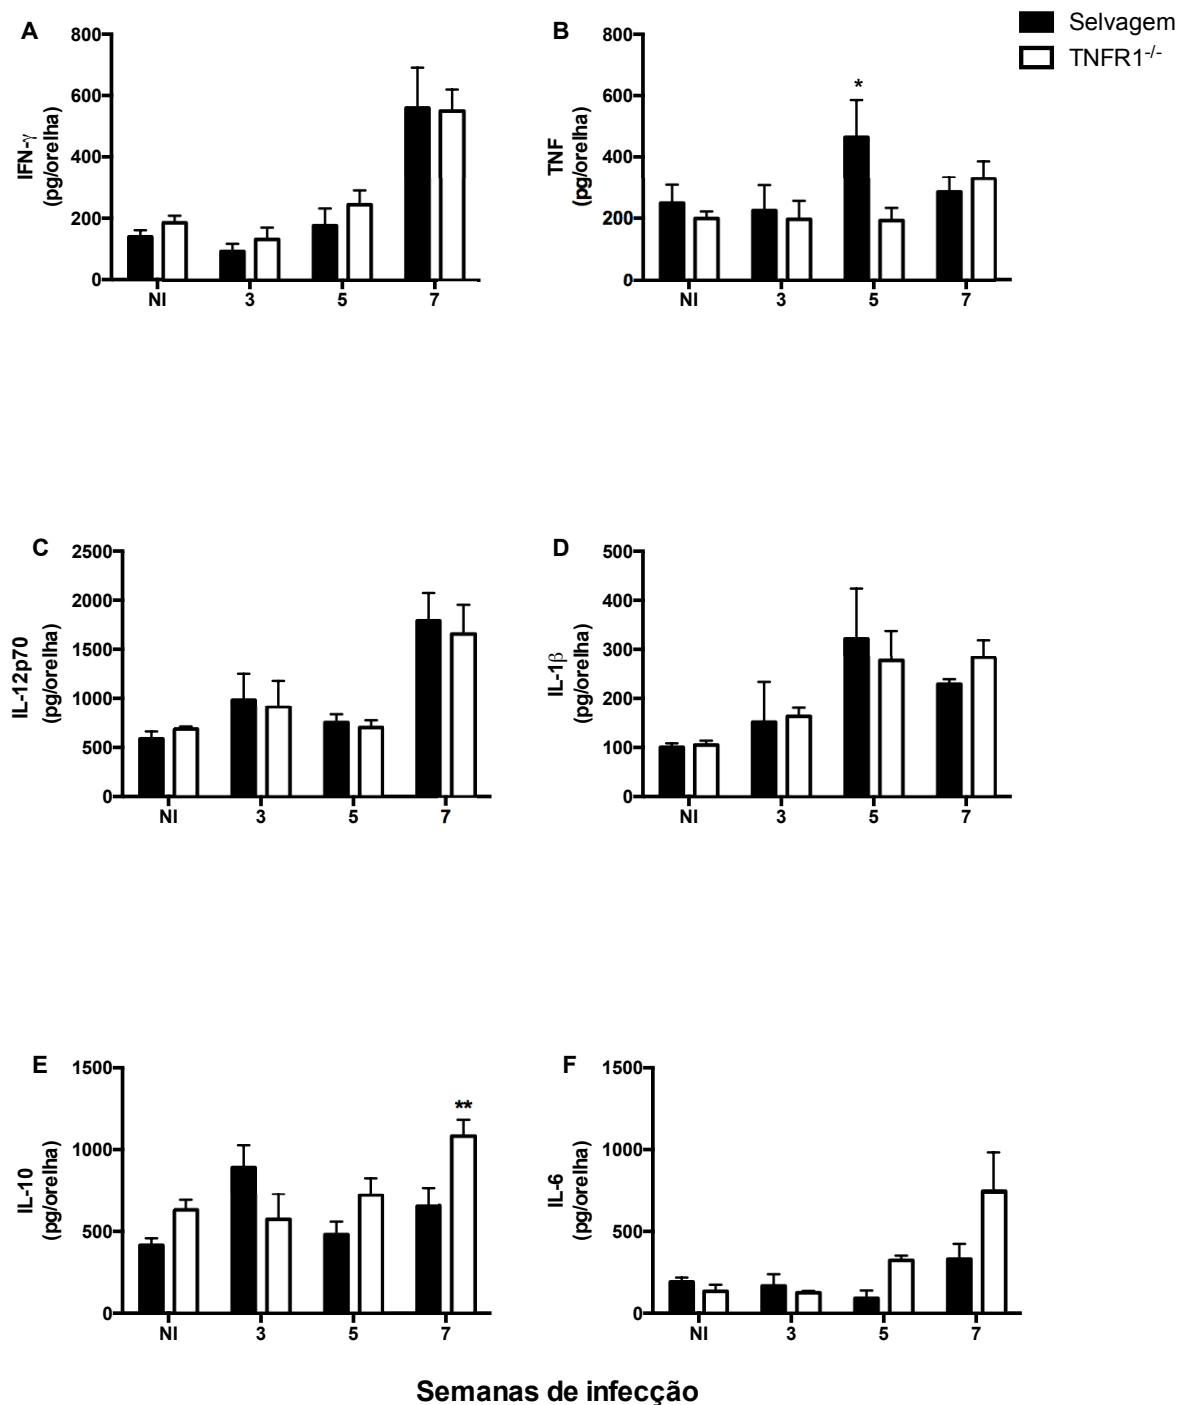 Selvagem
TNFR1-/-
A
800
600
400
200
0
IFN-γ
(pg/orelha)
NI 3 5 7
B
800
600
400
200
0
TNF
(pg/orelha)
*
NI 3 5 7
C
2500
2000
1500
1000
500
0
IL-12p70
(pg/orelha)
NI 3 5 7
D
500
400
300
200
100
0
IL-1β
(pg/orelha)
NI 3 5 7
E
1500
1000
500
0
IL-10
(pg/orelha)
**
NI 3 5 7
F
1500
1000
500
0
IL-6
(pg/orelha)
NI 3 5 7
Semanas de infecção